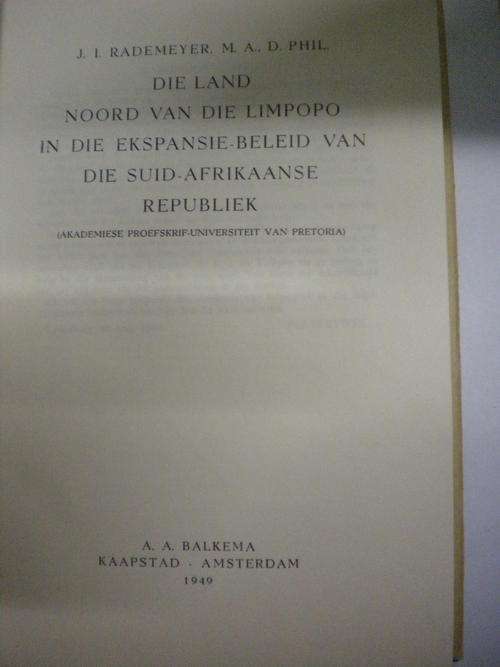 J. I. RADEMEYER, M. A., D. PHIL.
DIE LAND
NOORD VAN DIE LIMPOPO
IN DIE EKSPANSIE-BELEID VAN
DIE SUID-AFRIKAANSE
REPUBLIEK
(AKADEMIESE PROEFSKRIF-UNIVERSITEIT VAN PRETORIA)
A. A. BALKEMA
KAAPSTAD - AMSTERDAM
1949